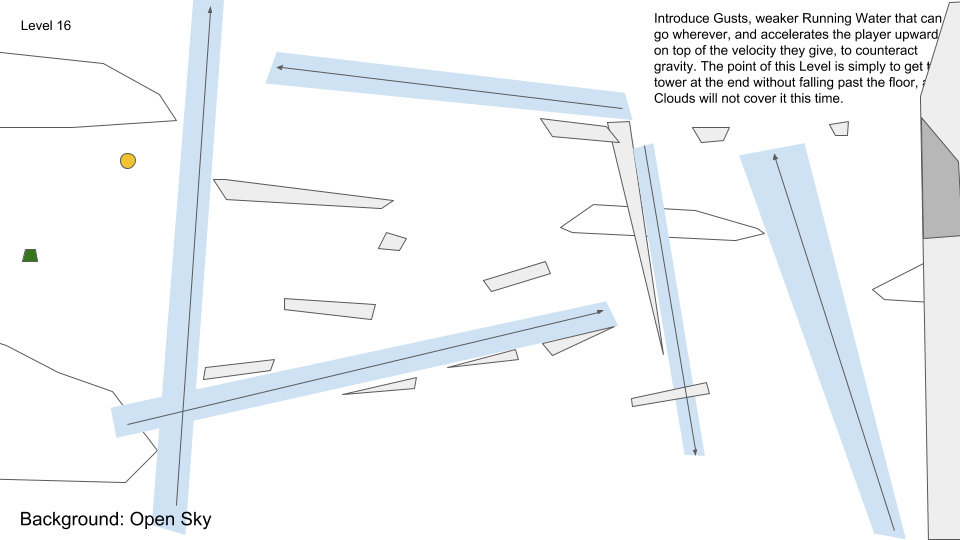 Level 16
Introduce Gusts, weaker Running Water that can
go wherever, and accelerates the player upward
on top of the velocity they give, to counteract
gravity. The point of this Level is simply to get
tower at the end without falling past the floor,
Clouds will not cover it this time.
Background: Open Sky